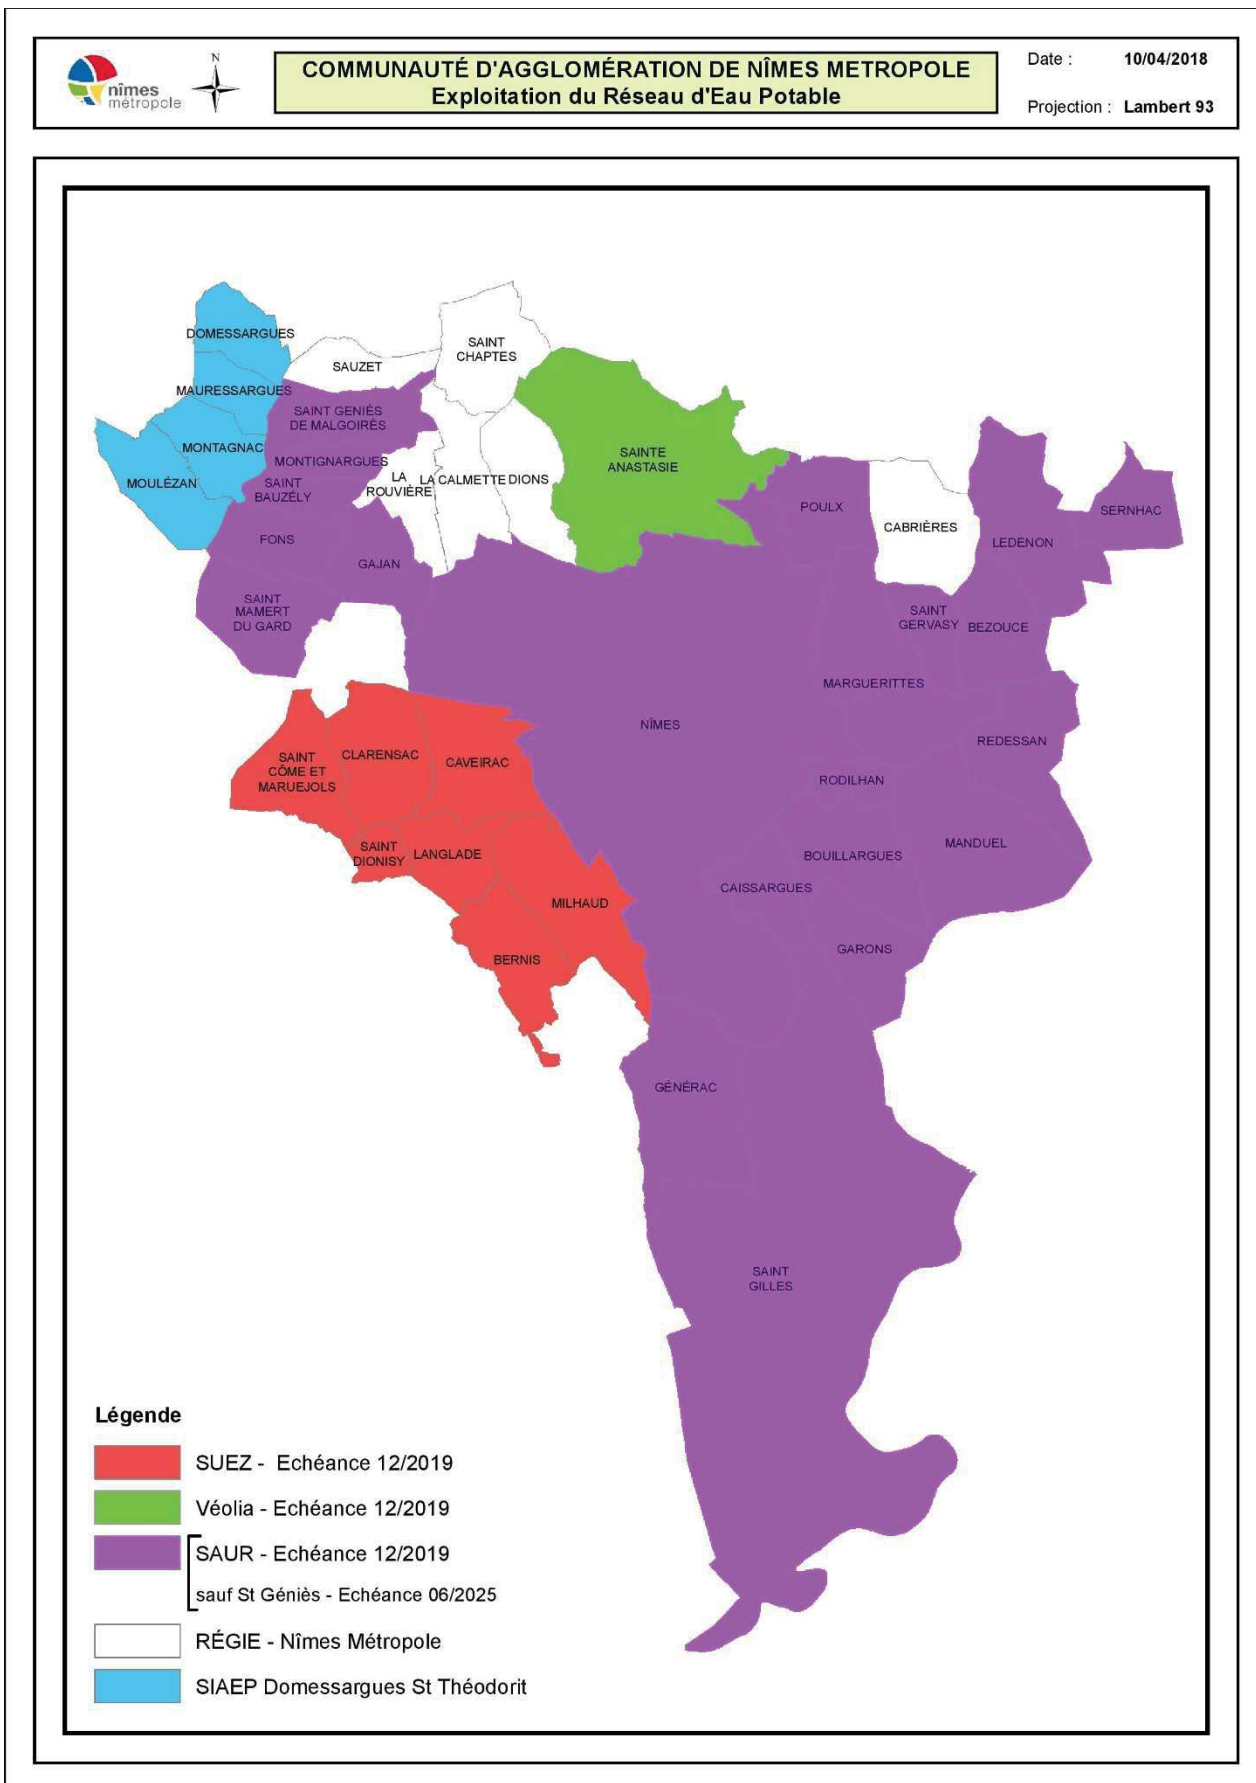 nîmes
métropole
N
COMMUNAUTÉ D'AGGLOMÉRATION DE NÎMES METROPOLE
Exploitation du Réseau d'Eau Potable
Date : 10/04/2018
Projection : Lambert 93
DOMESSARGUES
SAINT
CHAPTES
SAUZET
MAURESSARGUES
SAINT GENIÈS
DE MALGOIRÈS
MONTAGNAC
MONTIGNARGUES
SAINTE
ANASTASIE
MOULÉZAN
SAINT
BAUZÉLY
LA
ROUVIÈRE
LA CALMETTE
DIONS
POULX
CABRIÈRES
SERNHAC
LEDENON
FONS
GAJAN
SAINT
MAMERT
DU GARD
SAINT
GERVASY
BEZOUCE
MARGUERITTES
NÎMES
REDESSAN
SAINT
CÔME ET
MARUEJOLS
CLARENSAC
CAVEIRAC
RODILHAN
SAINT
DIONISY
LANGLADE
BOUILLARGUES
MANDUEL
CAISSARGUES
MILHAUD
GARONS
BERNIS
GÉNÉRAC
SAINT
GILLES
Légende
SUEZ - Echéance 12/2019
Véolia - Echéance 12/2019
SAUR - Echéance 12/2019
sauf St Géniès - Echéance 06/2025
RÉGIE - Nîmes Métropole
SIAEP Domessargues St Théodorit